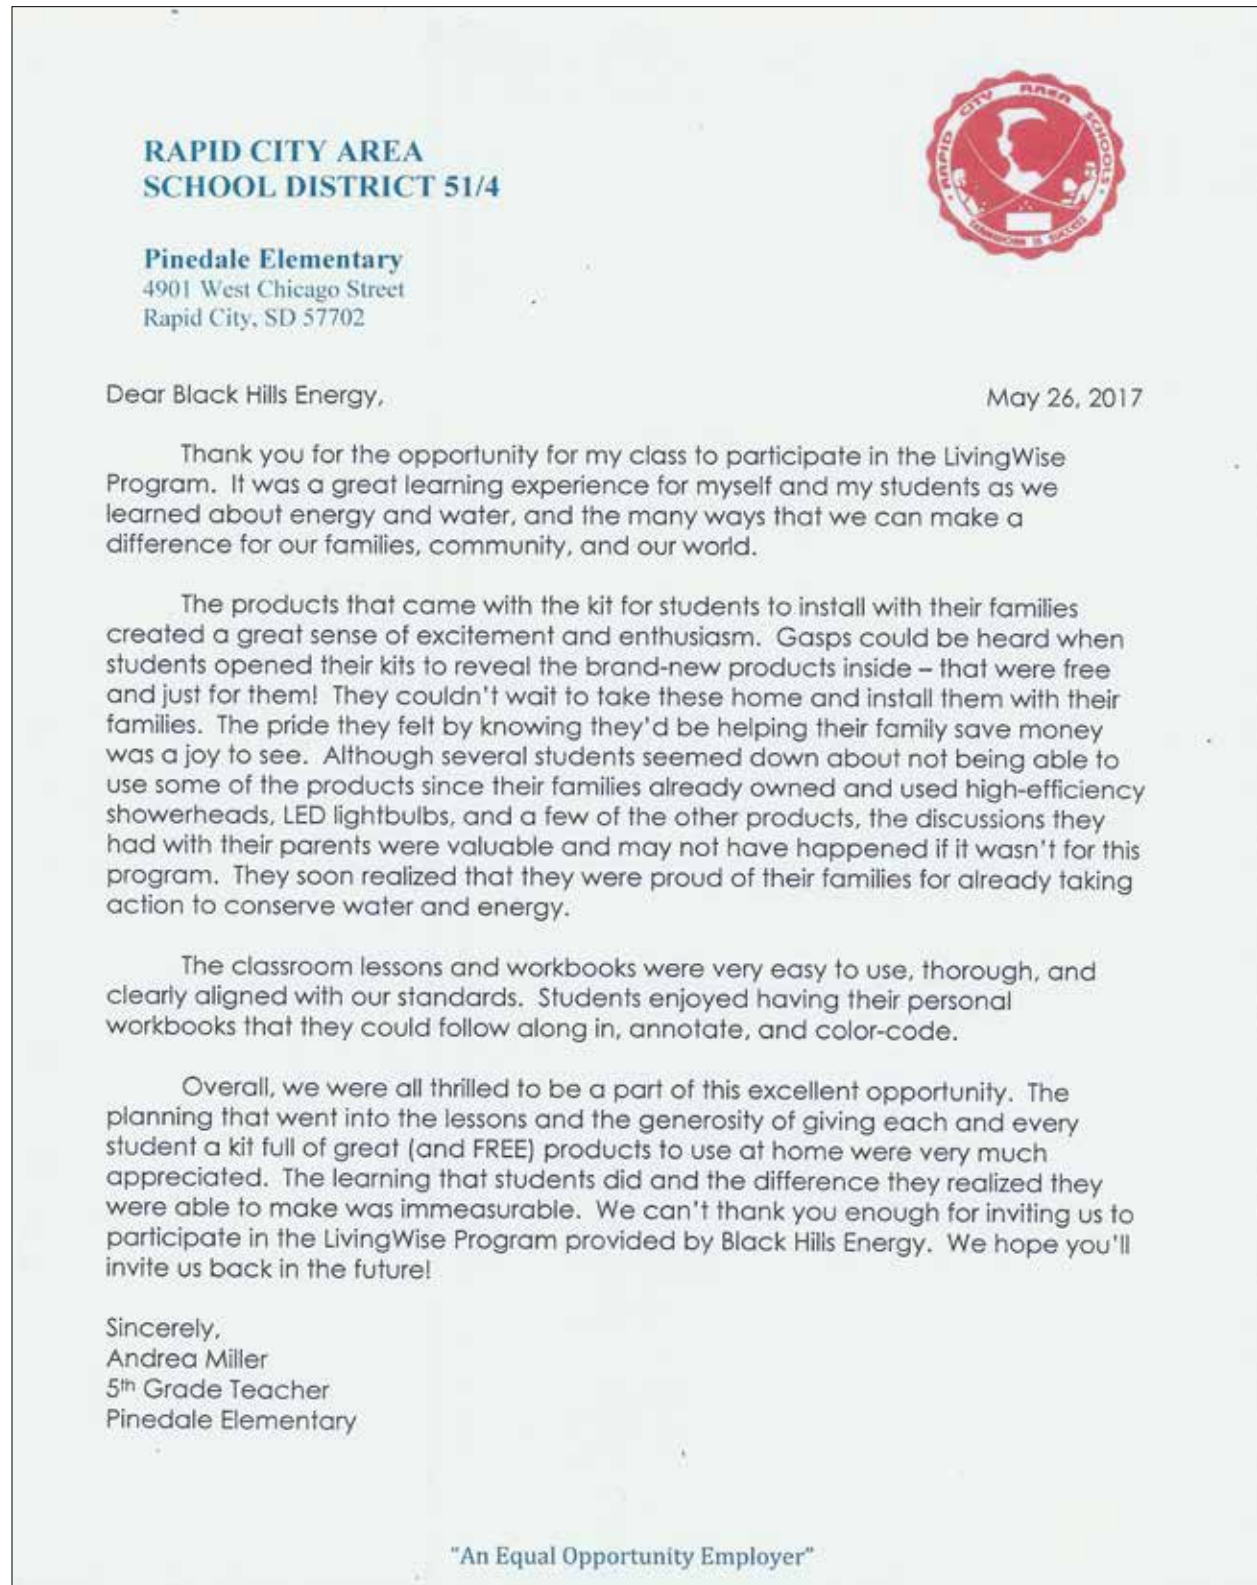 RAPID CITY AREA
SCHOOL DISTRICT 51/4
RAPID CITY AREA SCHOOLS
TEAMWORK IS SUCCESS
Pinedale Elementary
4901 West Chicago Street
Rapid City, SD 57702
Dear Black Hills Energy,
May 26, 2017
Thank you for the opportunity for my class to participate in the LivingWise
Program. It was a great learning experience for myself and my students as we
learned about energy and water, and the many ways that we can make a
difference for our families, community, and our world.
The products that came with the kit for students to install with their families
created a great sense of excitement and enthusiasm. Gasps could be heard when
students opened their kits to reveal the brand-new products inside – that were free
and just for them! They couldn't wait to take these home and install them with their
families. The pride they felt by knowing they'd be helping their family save money
was a joy to see. Although several students seemed down about not being able to
use some of the products since their families already owned and used high-efficiency
showerheads, LED lightbulbs, and a few of the other products, the discussions they
had with their parents were valuable and may not have happened if it wasn't for this
program. They soon realized that they were proud of their families for already taking
action to conserve water and energy.
The classroom lessons and workbooks were very easy to use, thorough, and
clearly aligned with our standards. Students enjoyed having their personal
workbooks that they could follow along in, annotate, and color-code.
Overall, we were all thrilled to be a part of this excellent opportunity. The
planning that went into the lessons and the generosity of giving each and every
student a kit full of great (and FREE) products to use at home were very much
appreciated. The learning that students did and the difference they realized they
were able to make was immeasurable. We can't thank you enough for inviting us to
participate in the LivingWise Program provided by Black Hills Energy. We hope you'll
invite us back in the future!
Sincerely,
Andrea Miller
5th Grade Teacher
Pinedale Elementary
"An Equal Opportunity Employer"